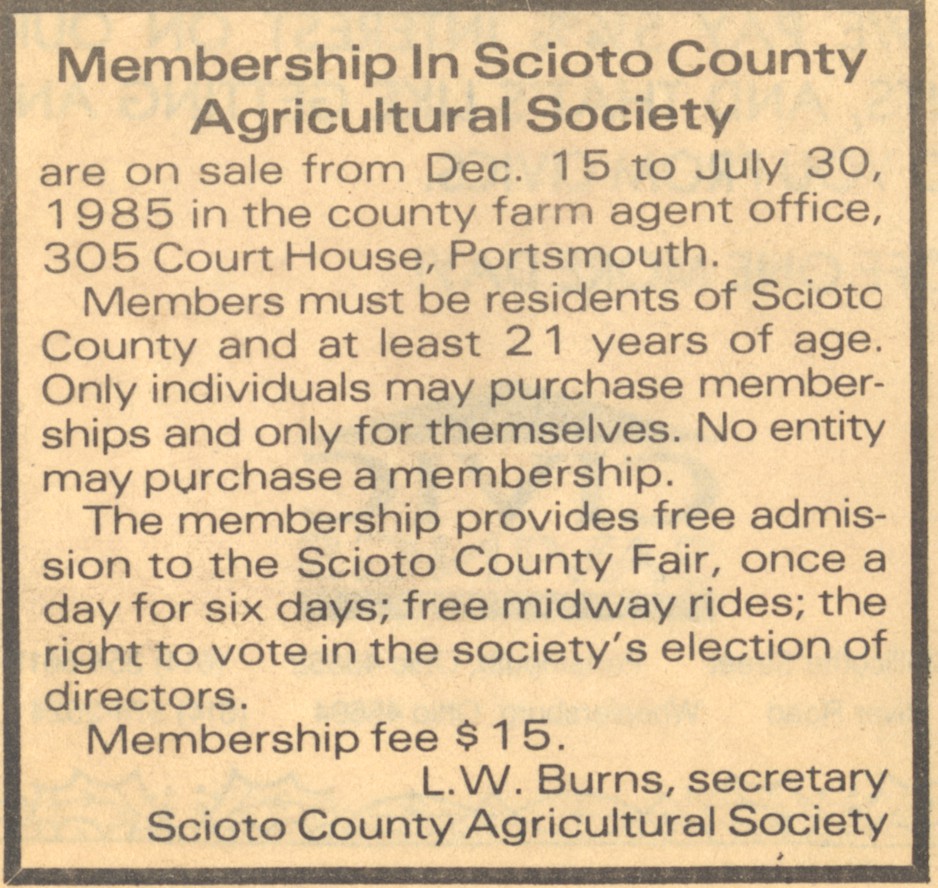 Membership In Scioto County
Agricultural Society
are on sale from Dec. 15 to July 30,
1985 in the county farm agent office,
305 Court House, Portsmouth.
Members must be residents of Scioto
County and at least 21 years of age.
Only individuals may purchase member-
ships and only for themselves. No entity
may purchase a membership.
The membership provides free admis-
sion to the Scioto County Fair, once a
day for six days; free midway rides; the
right to vote in the society's election of
directors.
Membership fee $15.
L.W. Burns, secretary
Scioto County Agricultural Society